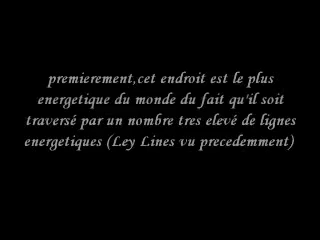 premierement,cet endroit est le plus
energetique du monde du fait qu'il soit
traversé par un nombre tres elevé de lignes
energetiques (Ley Lines vu precedemment)